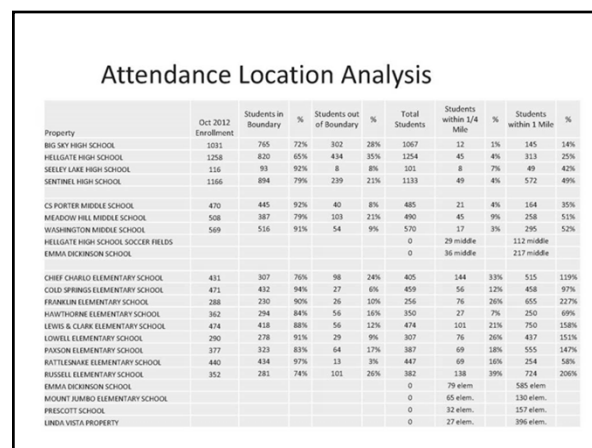 Attendance Location Analysis
Property Oct 2012 Enrollment Students in Boundary % Students out of Boundary % Total Students Students within 1/4 Mile % Students within 1 Mile %
BIG SKY HIGH SCHOOL 1031 765 72% 302 28% 1067 12 1% 145 14%
HELLGATE HIGH SCHOOL 1258 820 65% 434 35% 1254 45 4% 313 25%
SEELEY LAKE HIGH SCHOOL 116 93 92% 8 8% 101 8 7% 49 42%
SENTINEL HIGH SCHOOL 1166 894 79% 239 21% 1133 49 4% 572 49%
CS PORTER MIDDLE SCHOOL 470 445 92% 40 8% 485 21 4% 164 35%
MEADOW HILL MIDDLE SCHOOL 508 387 79% 103 21% 490 45 9% 258 51%
WASHINGTON MIDDLE SCHOOL 569 516 91% 54 9% 570 17 3% 295 52%
HELLGATE HIGH SCHOOL SOCCER FIELDS 0 29 middle 112 middle
EMMA DICKINSON SCHOOL 0 36 middle 217 middle
CHIEF CHARLO ELEMENTARY SCHOOL 431 307 76% 98 24% 405 144 33% 515 119%
COLD SPRINGS ELEMENTARY SCHOOL 471 432 94% 27 6% 459 56 12% 458 97%
FRANKLIN ELEMENTARY SCHOOL 288 230 90% 26 10% 256 76 26% 655 227%
HAWTHORNE ELEMENTARY SCHOOL 362 294 84% 56 16% 350 27 7% 250 69%
LEWIS & CLARK ELEMENTARY SCHOOL 474 418 88% 56 12% 474 101 21% 750 158%
LOWELL ELEMENTARY SCHOOL 290 278 91% 29 9% 307 76 26% 437 151%
PAXSON ELEMENTARY SCHOOL 377 323 83% 64 17% 387 69 18% 555 147%
RATTLESNAKE ELEMENTARY SCHOOL 440 434 97% 13 3% 447 69 16% 254 58%
RUSSELL ELEMENTARY SCHOOL 352 281 74% 101 26% 382 138 39% 724 206%
EMMA DICKINSON SCHOOL 0 79 elem 585 elem
MOUNT JUMBO ELEMENTARY SCHOOL 0 65 elem. 130 elem.
PRESCOTT SCHOOL 0 32 elem. 157 elem.
LINDA VISTA PROPERTY 0 27 elem. 396 elem.